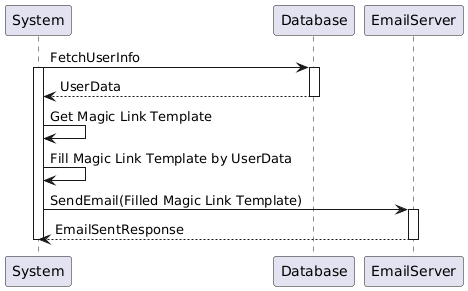 System Database EmailServer
FetchUserInfo
UserData
Get Magic Link Template
Fill Magic Link Template by UserData
SendEmail(Filled Magic Link Template)
EmailSentResponse
System Database EmailServer